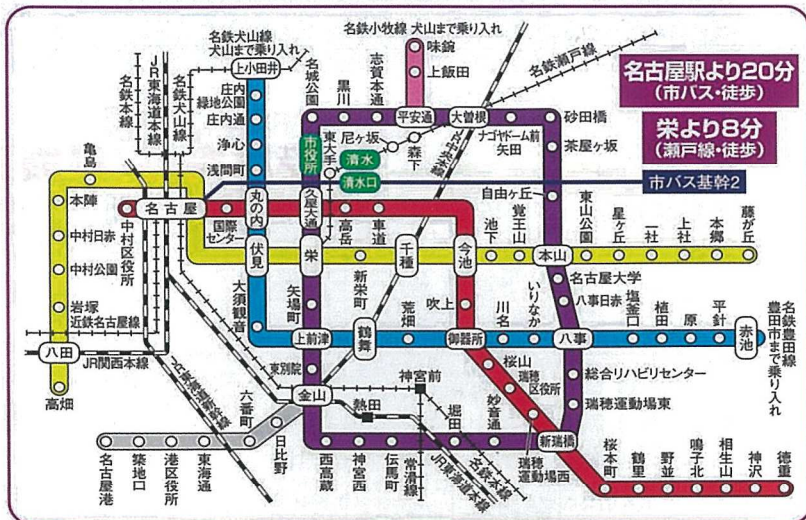 名鉄犬山線
犬山まで乗り入れ
名鉄小牧線 犬山まで乗り入れ
味鋺
上飯田
名鉄瀬戸線
名古屋駅より20分
(市バス・徒歩)
栄より8分
(瀬戸線・徒歩)
市バス基幹2
名鉄本線
JR東海道本線
名鉄犬山線
上小田井
庄内緑地公園
庄内通
浄心
浅間町
丸の内
伏見
大須観音
名城公園
黒川
志賀本通
平安通
大曽根
ナゴヤドーム前
矢田
砂田橋
茶屋ヶ坂
自由ヶ丘
市役所
東大手
清水
清水口
尼ヶ坂
森下
JR中央本線
亀島
本陣
中村日赤
中村公園
岩塚
近鉄名古屋線
八田
JR関西本線
高畑
中村区役所
名古屋
国際
センター
久屋大通
高岳
車道
栄
新栄町
千種
今池
池下
覚王山
本山
東山公園
星ヶ丘
一社
上社
本郷
藤が丘
矢場町
上前津
鶴舞
荒畑
吹上
御器所
川名
いりなか
名古屋大学
八事日赤
八事
塩釜口
植田
原
平針
赤池
名鉄豊田線
豊田市まで乗り入れ
東別院
金山
桜山
瑞穂
区役所
総合リハビリセンター
瑞穂運動場東
新瑞橋
瑞穂
運動場西
妙音通
堀田
伝馬町
神宮西
西高蔵
神宮前
熱田
常滑線
名鉄本線
JR東海道本線
JR東海道新幹線
日比野
六番町
東海通
港区役所
築地口
名古屋港
桜本町
鶴里
野並
鳴子北
相生山
神沢
徳重